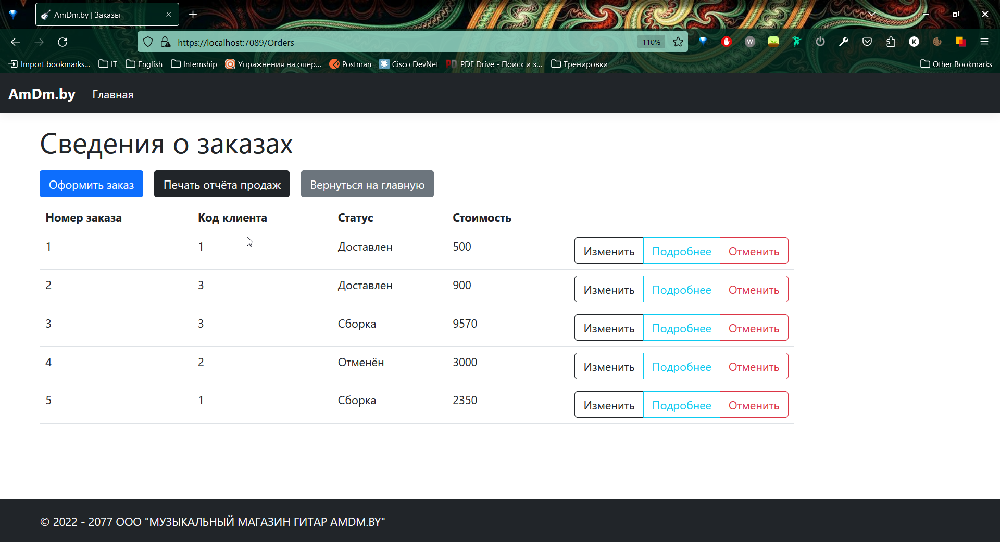 AmDm.by | Заказы
https://localhost:7089/Orders
110%
Import bookmarks... IT English Internship Упражнения на опер... Postman Cisco DevNet PDF Drive - Поиск и з... Тренировки Other Bookmarks
AmDm.by Главная
Сведения о заказах
Оформить заказ Печать отчёта продаж Вернуться на главную
Номер заказа Код клиента Статус Стоимость
1 1 Доставлен 500 Изменить Подробнее Отменить
2 3 Доставлен 900 Изменить Подробнее Отменить
3 3 Сборка 9570 Изменить Подробнее Отменить
4 2 Отменён 3000 Изменить Подробнее Отменить
5 1 Сборка 2350 Изменить Подробнее Отменить
© 2022 - 2077 ООО "МУЗЫКАЛЬНЫЙ МАГАЗИН ГИТАР AMDM.BY"